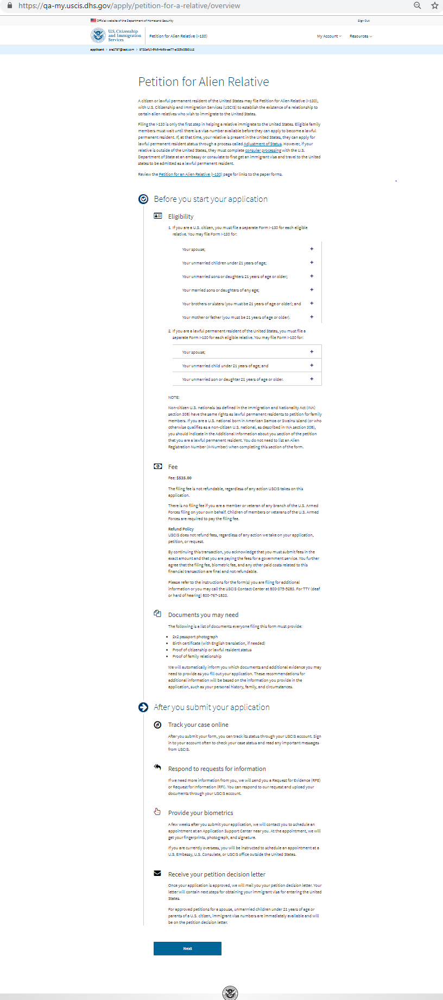 https://qa-my.uscis.dhs.gov/apply/petition-for-a-relative/overview
Official website of the Department of Homeland Security
Sign Out
U.S. Citizenship
and Immigration
Services
Petition for Alien Relative (I-130)
My Account
Resources
applicant >
Petition for Alien Relative
A citizen or lawful permanent resident of the United States may file Petition for Alien Relative (I-130),
with U.S. Citizenship and Immigration Services (USCIS) to establish the existence of a relationship to
certain alien relatives who wish to immigrate to the United States.
Filing the I-130 is only the first step in helping a relative immigrate to the United States. Eligible family
members must wait until there is a visa number available before they can apply to become a lawful
permanent resident. If, at that time, your relative is present in the United States, they can apply for
lawful permanent resident status through a process called Adjustment of Status. However, if your
relative is outside of the United States, they must complete consular processing with the U.S.
Department of State at an embassy or consulate to first get an immigrant visa and travel to the United
states to be admitted as a lawful permanent resident.
Review the Petition for an Alien Relative (I-130) page for links to the paper forms.
Before you start your application
Eligibility
1. If you are a U.S. citizen, you must file a separate Form I-130 for each eligible
relative. You may file Form I-130 for:
Your spouse; +
Your unmarried children under 21 years of age; +
Your unmarried sons or daughters 21 years of age or older; +
Your married sons or daughters of any age; +
Your brothers or sisters (you must be 21 years of age or older); and +
Your mother or father (you must be 21 years of age or older). +
2. If you are a lawful permanent resident of the United States, you must file a
separate Form I-130 for each eligible relative. You may file Form I-130 for:
Your spouse; +
Your unmarried child under 21 years of age; and +
Your unmarried son or daughter 21 years of age or older. +
NOTE:
Non-citizen U.S. nationals (as defined in the Immigration and Nationality Act (INA)
section 308) have the same rights as lawful permanent residents to petition for family
members. If you are a U.S. national born in American Samoa or Swains Island (or who
otherwise qualifies as a non-citizen U.S. national, as described in INA section 308),
you should indicate in the Additional Information about you section of the petition
that you are a lawful permanent resident. You do not need to list an Alien
Registration Number (A-Number) when completing this section of the form.
Fee
Fee: $535.00
The filing fee is not refundable, regardless of any action USCIS takes on this
application.
There is no filing fee if you are a member or veteran of any branch of the U.S. Armed
Forces filing on your own behalf. Children of members or veterans of the U.S. Armed
Forces are required to pay the filing fee.
Refund Policy
USCIS does not refund fees, regardless of any action we take on your application,
petition, or request.
By continuing this transaction, you acknowledge that you must submit fees in the
exact amount and that you are paying the fees for a government service. You further
agree that the filing fee, biometric fee, and any other paid costs related to this
financial transaction are final and not refundable.
Please refer to the instructions for the form(s) you are filing for additional
information or you may call the USCIS Contact Center at 800-375-5283. For TTY (deaf
or hard of hearing) 800-767-1833.
Documents you may need
The following is a list of documents everyone filing this form must provide:
• 2x2 passport photograph
• Birth certificate (with English translation, if needed)
• Proof of citizenship or lawful resident status
• Proof of family relationship
We will automatically inform you which documents and additional evidence you may
need to provide as you fill out your application. These recommendations for
additional information will be based on the information you provide in the
application, such as your personal history, family, and circumstances.
After you submit your application
Track your case online
After you submit your form, you can track its status through your USCIS account. Sign
in to your account often to check your case status and read any important messages
from USCIS.
Respond to requests for information
If we need more information from you, we will send you a Request for Evidence (RFE)
or Request for Information (RFI). You can respond to our request and upload your
documents through your USCIS account.
Provide your biometrics
A few weeks after you submit your application, we will contact you to schedule an
appointment at an Application Support Center near you. At the appointment, we will
get your fingerprints, photograph, and signature.
If you are currently overseas, you will be instructed to schedule an appointment at a
U.S. Embassy, U.S. Consulate, or USCIS office outside the United States.
Receive your petition decision letter
Once your application is approved, we will mail you your petition decision letter. Your
letter will contain next steps for obtaining your immigrant visa for entering the United
States.
For approved petitions for a spouse, unmarrried children under 21 years of age or
parents of a U.S. citizen, immigrant visa numbers are immediately available and will
be on the petition decision letter.
Next